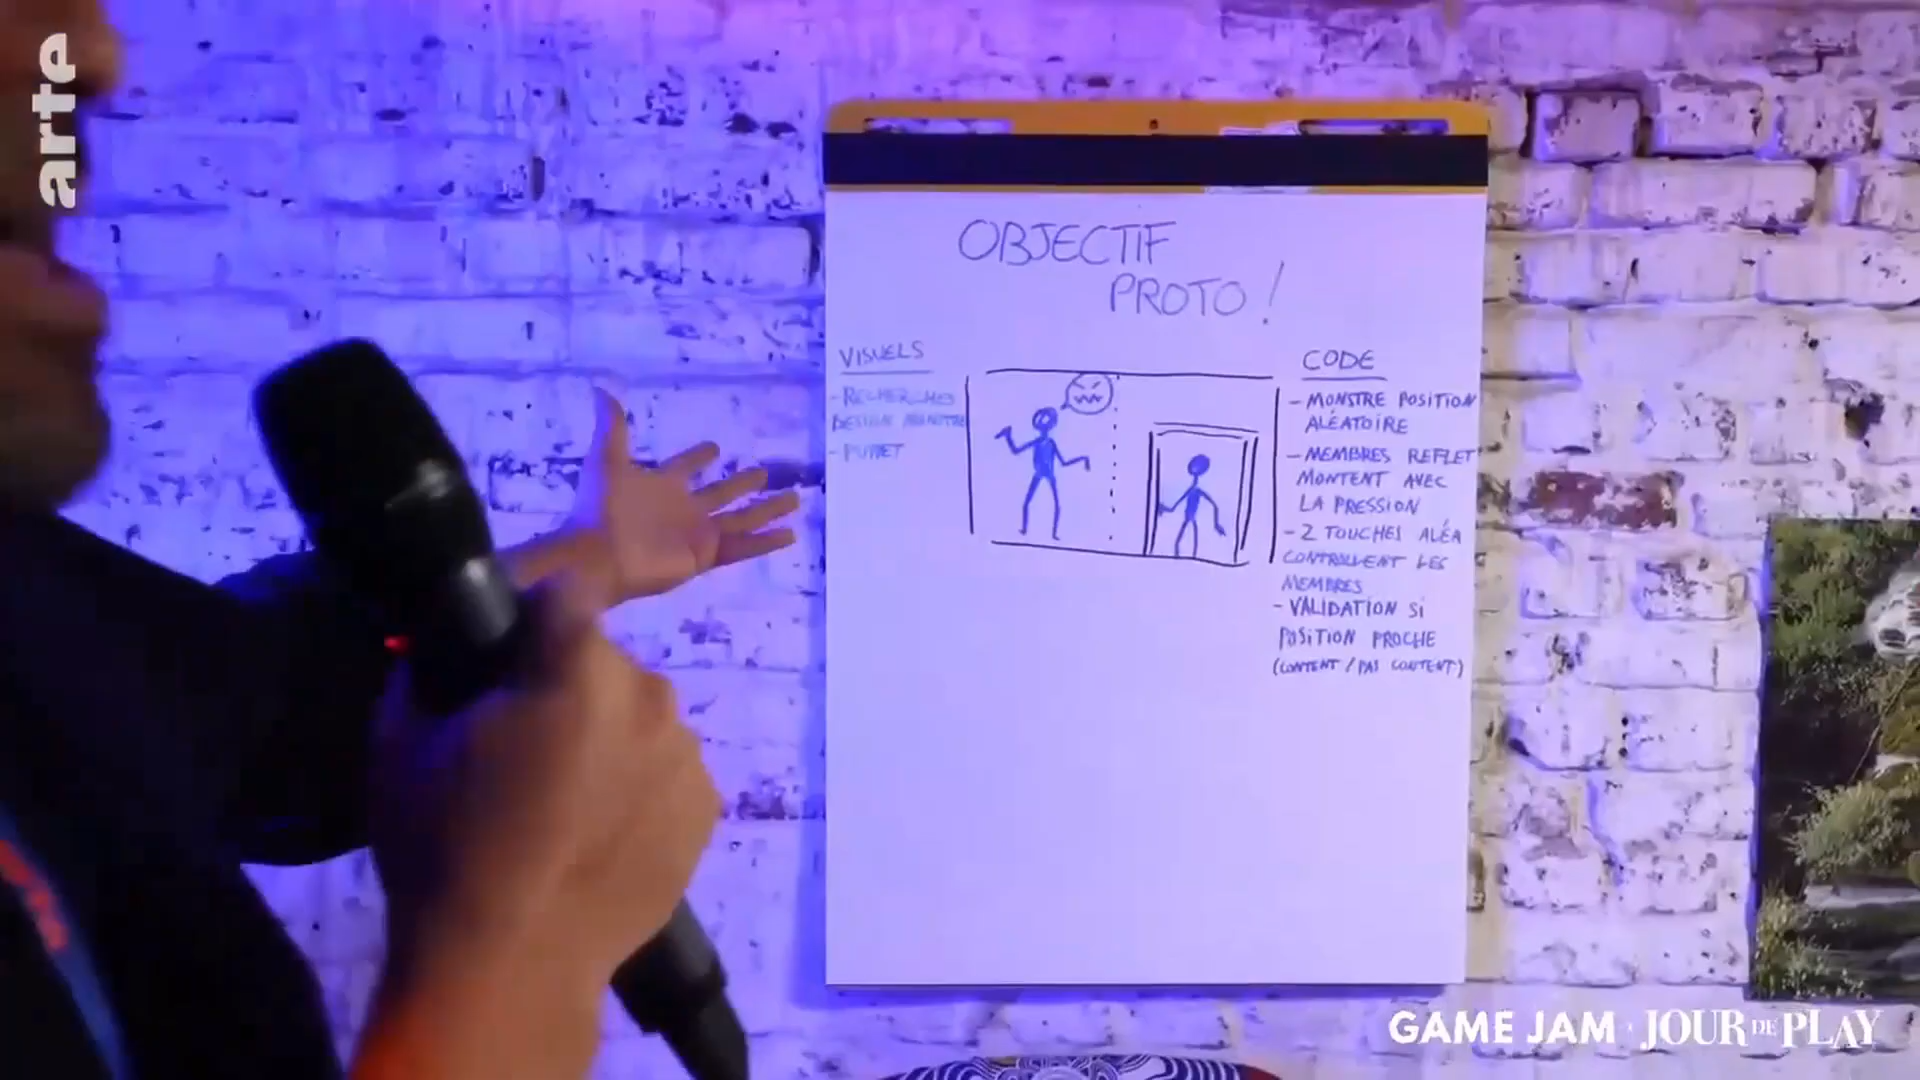 arte
OBJECTIF
PROTO !
VISUELS
- RECHERCHES
DESIGN MONSTRE
- PUPPET
CODE
- MONSTRE POSITION
ALÉATOIRE
- MEMBRES REFLET
MONTENT AVEC
LA PRESSION
- 2 TOUCHES ALÉA
CONTROLLENT LES
MEMBRES
- VALIDATION SI
POSITION PROCHE
(CONTENT / PAS CONTENT)
GAME JAM x JOUR DE PLAY